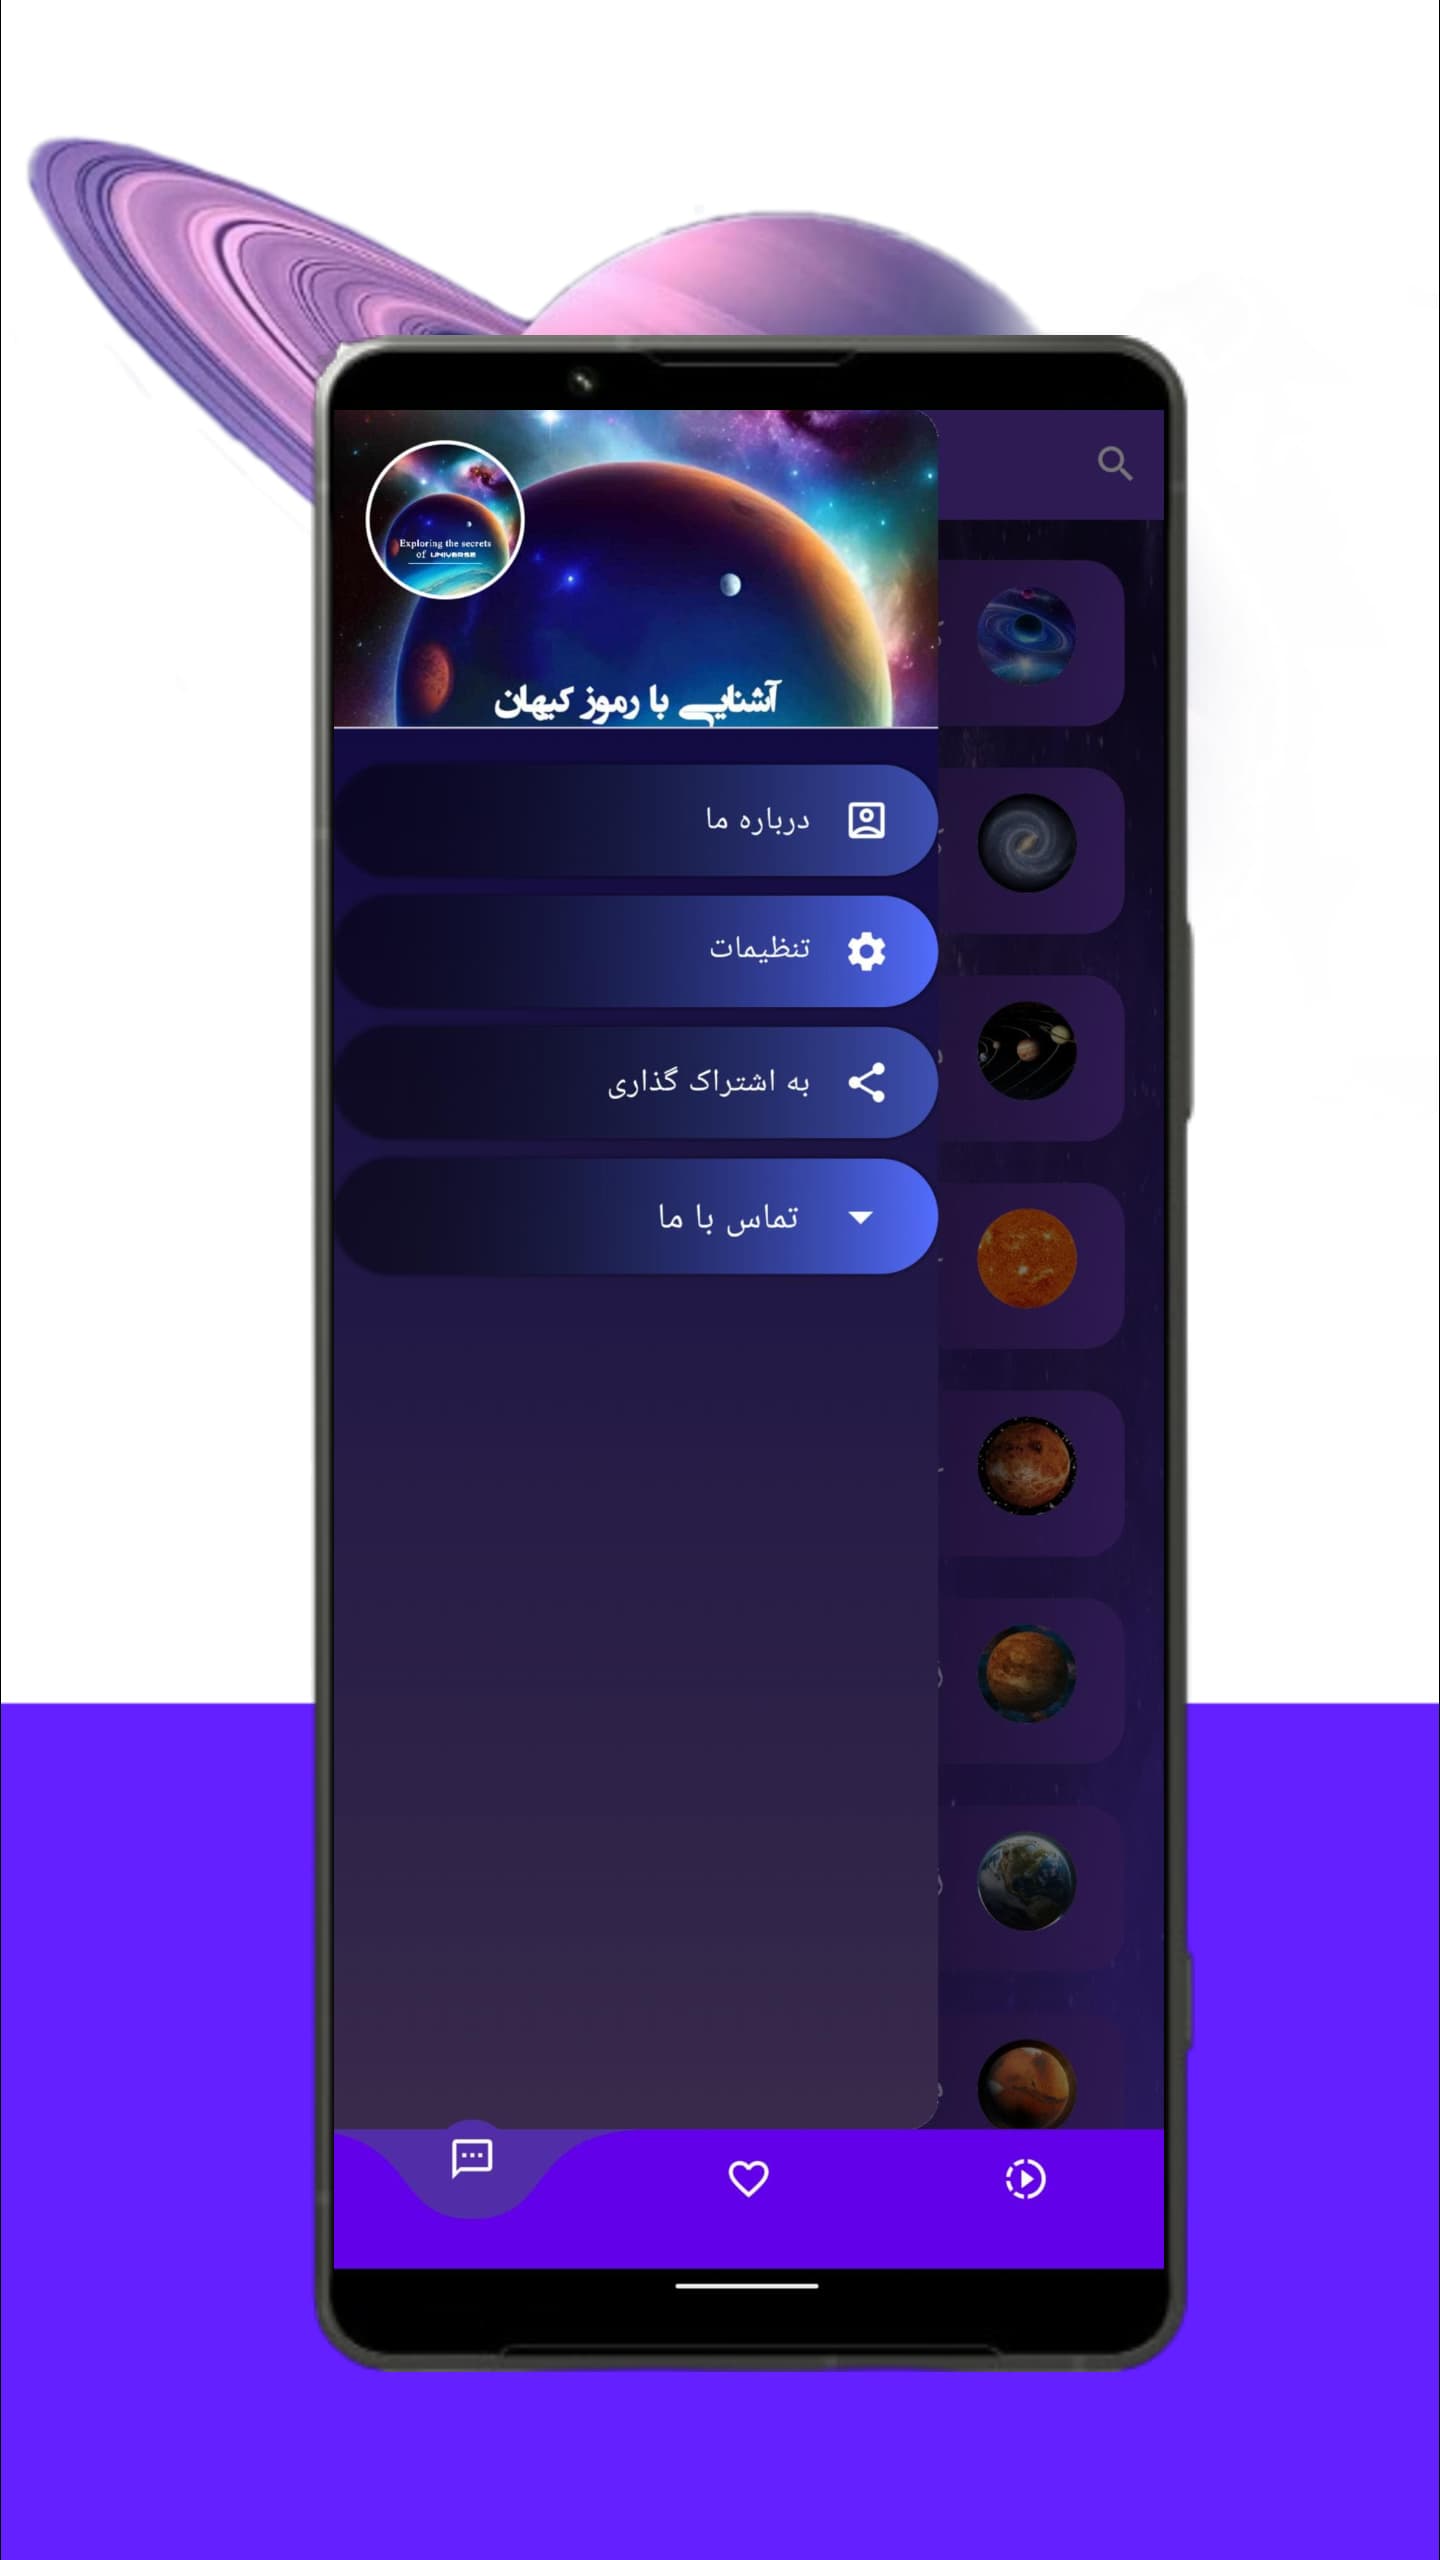 Exploring the secrets
of UNIVERSE
آشنایی با رموز کیهان
درباره ما
تنظیمات
به اشتراک گذاری
تماس با ما